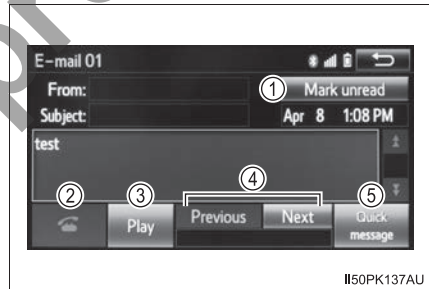 E-mail 01
From:
① Mark unread
Subject:
Apr 8 1:08 PM
test
② ③ ④ ⑤
Play Previous Next Quick message
II50PK137AU